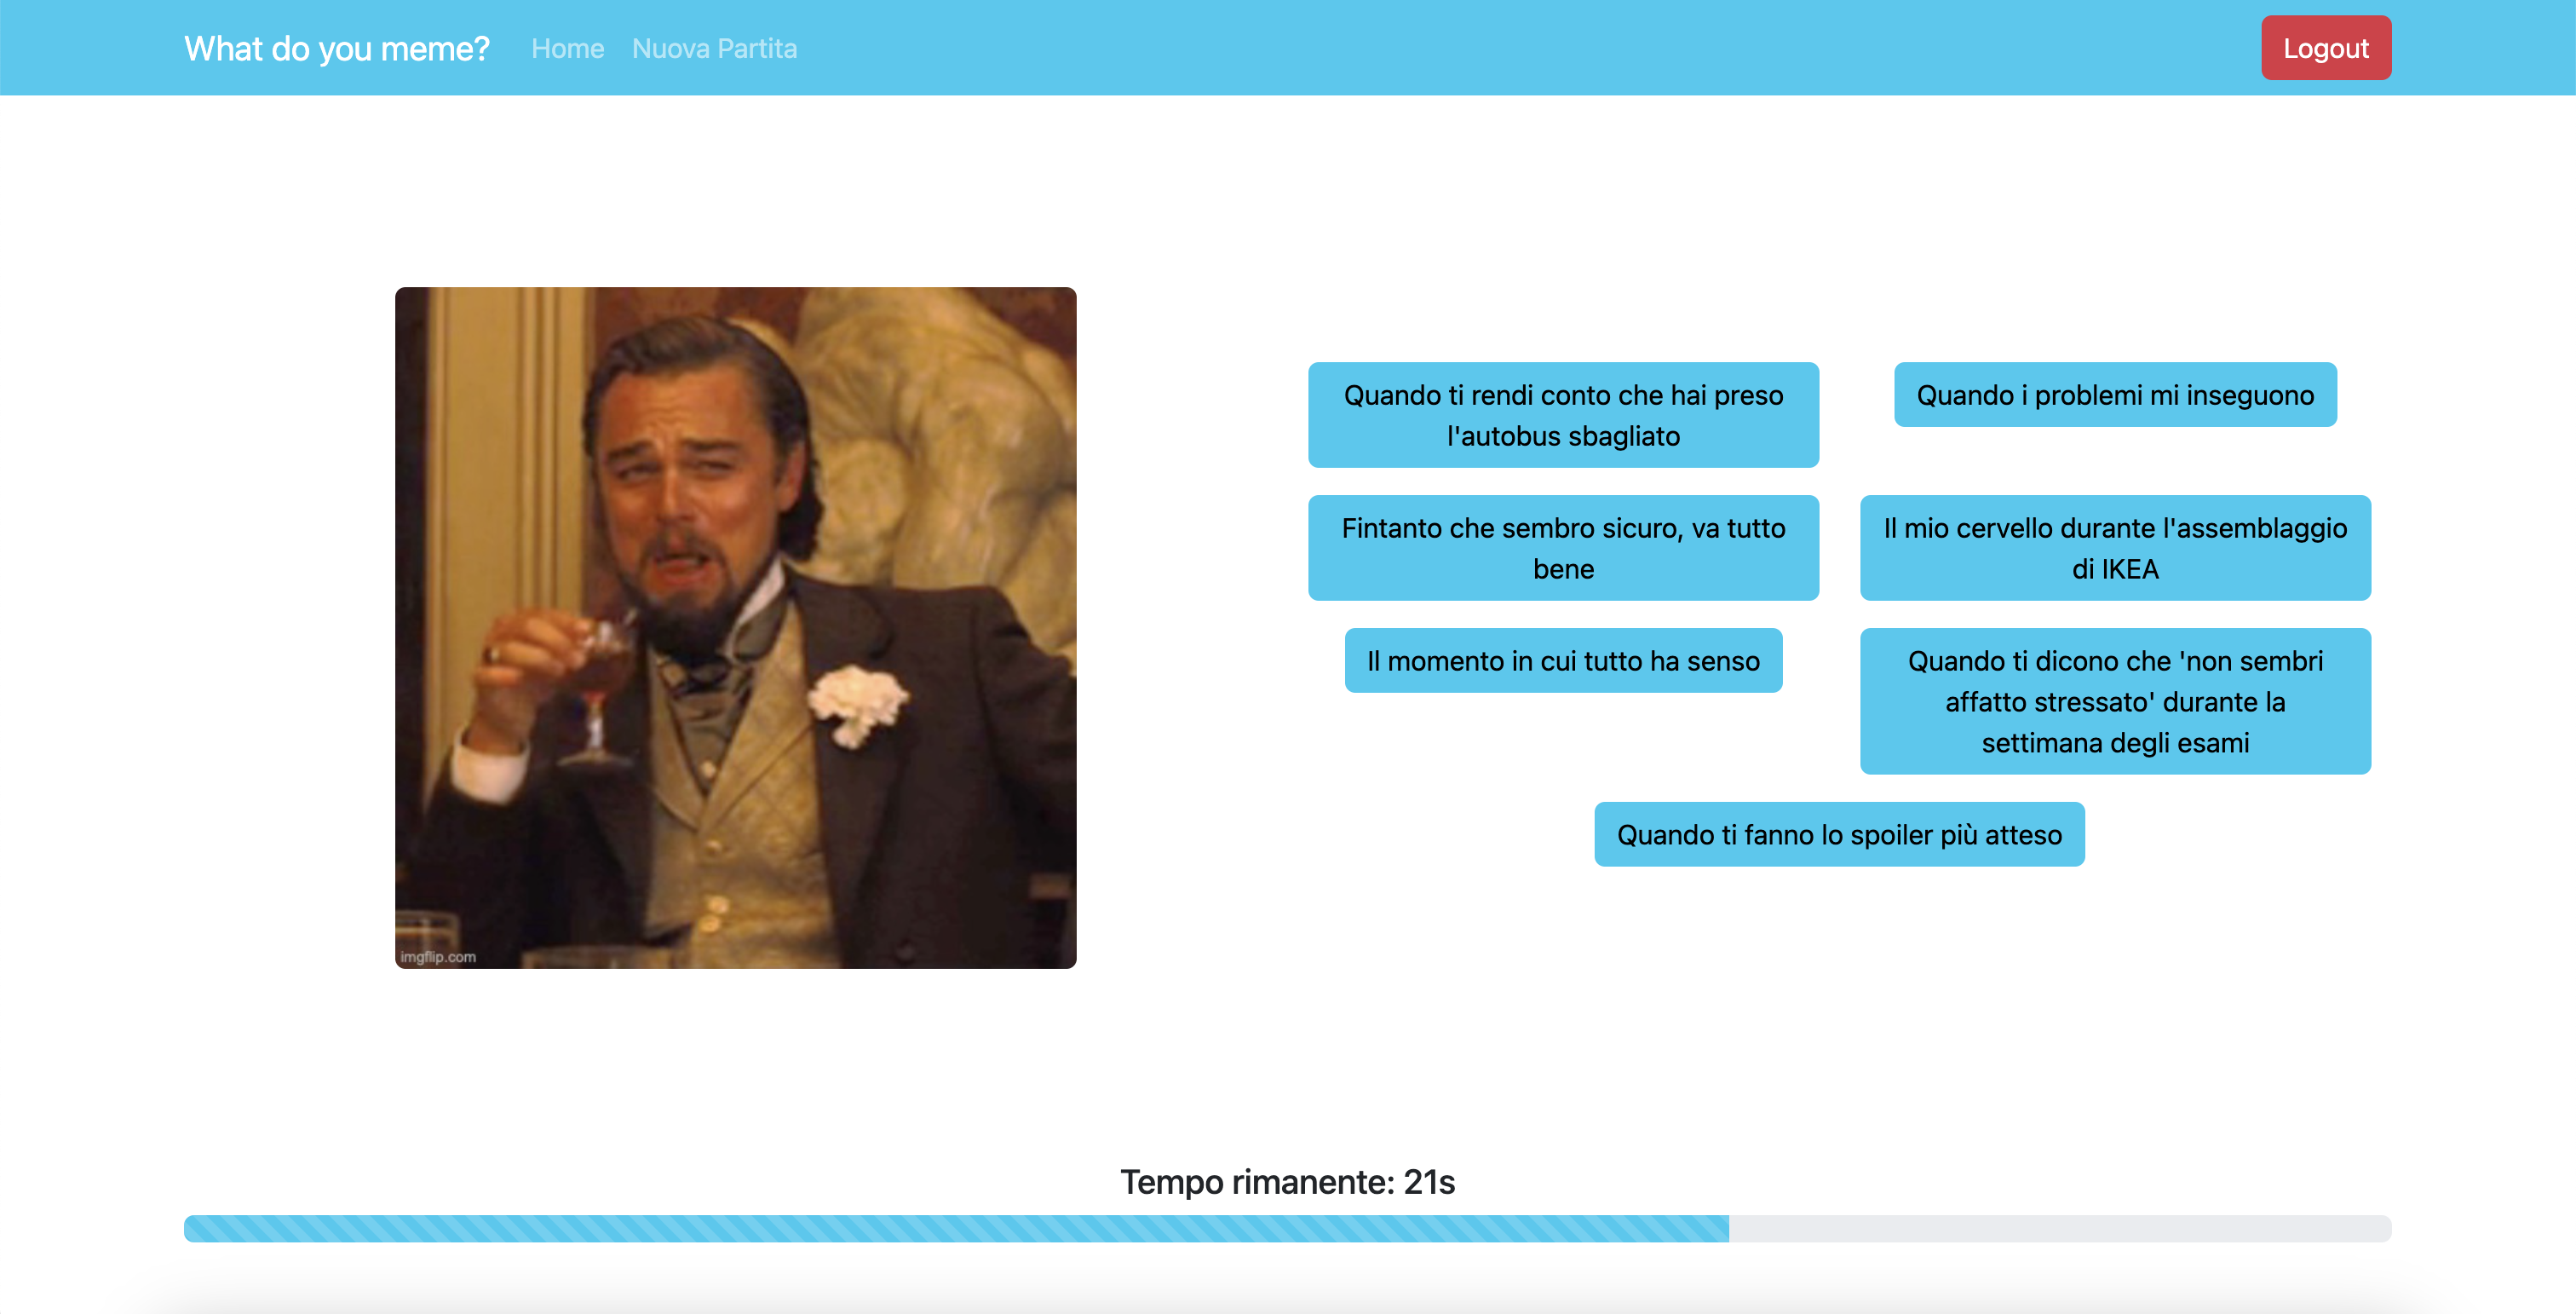 What do you meme?
Home
Nuova Partita
Logout
imgflip.com
Quando ti rendi conto che hai preso
l'autobus sbagliato
Quando i problemi mi inseguono
Fintanto che sembro sicuro, va tutto
bene
Il mio cervello durante l'assemblaggio
di IKEA
Il momento in cui tutto ha senso
Quando ti dicono che 'non sembri
affatto stressato' durante la
settimana degli esami
Quando ti fanno lo spoiler più atteso
Tempo rimanente: 21s